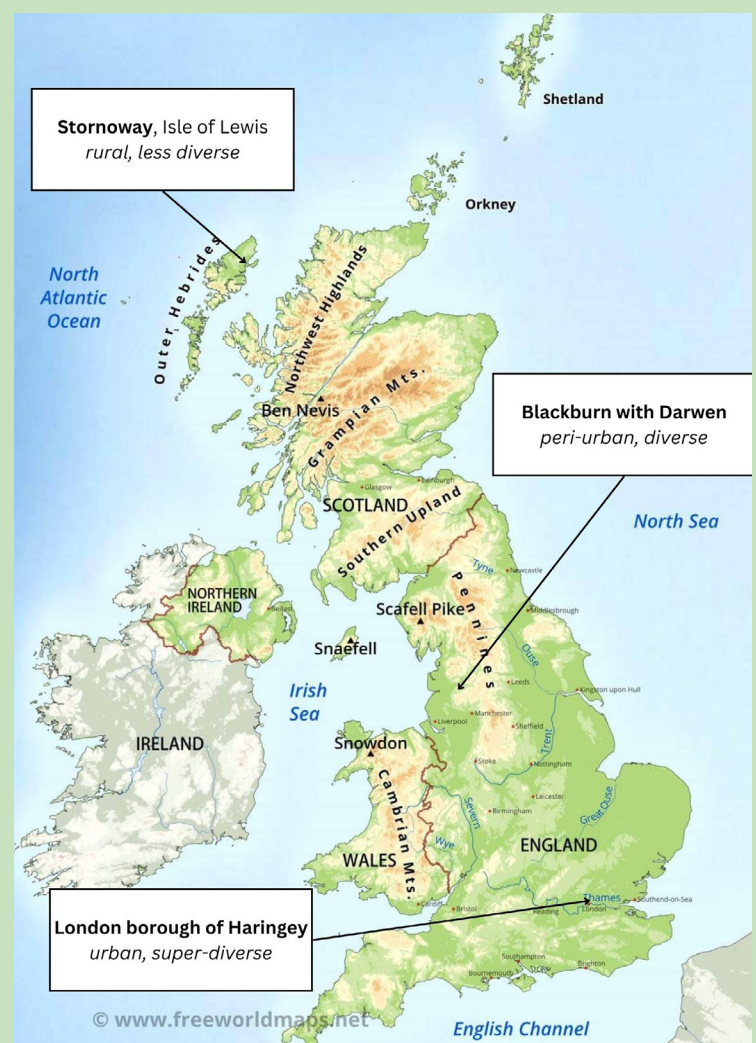 Shetland
Stornoway, Isle of Lewis
rural, less diverse
Orkney
North
Atlantic
Ocean
Outer Hebrides
Northwest Highlands
Ben Nevis
Grampian Mts.
Blackburn with Darwen
peri-urban, diverse
Glasgow
Edinburgh
SCOTLAND
Southern Upland
North Sea
Tyne
Newcastle
NORTHERN
IRELAND
Belfast
Scafell Pike
Pennines
Middlesbrough
Snaefell
Ouse
Irish
Sea
Leeds
Kingston upon Hull
Manchester
Liverpool
Sheffield
IRELAND
Snowdon
Trent
Stoke
Nottingham
Cambrian Mts.
Leicester
Severn
Birmingham
Great Ouse
Wye
WALES
ENGLAND
Thames
Cardiff
Bristol
Reading
London
Southend-on-Sea
London borough of Haringey
urban, super-diverse
Southampton
Brighton
Bournemouth
© www.freeworldmaps.net
English Channel